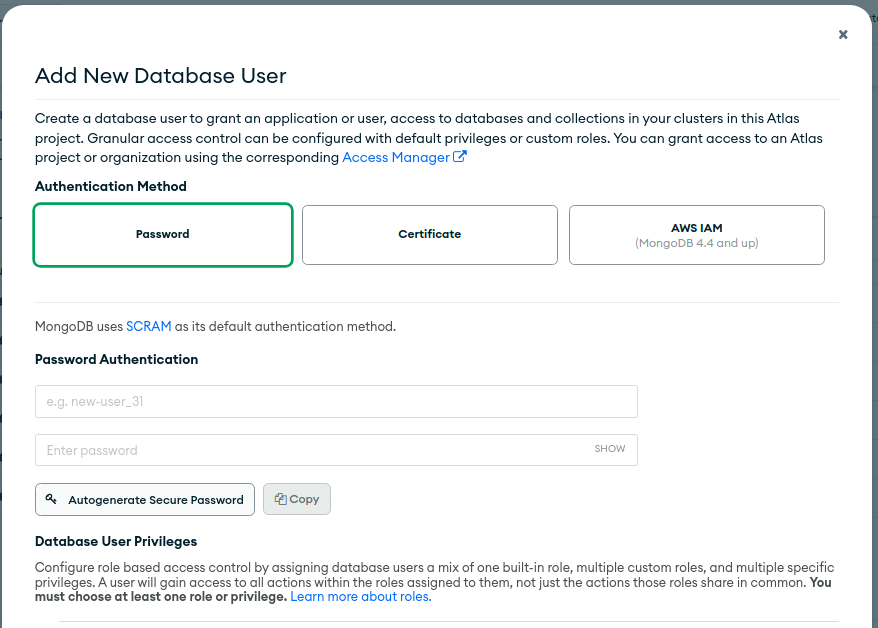 Add New Database User
Create a database user to grant an application or user, access to databases and collections in your clusters in this Atlas
project. Granular access control can be configured with default privileges or custom roles. You can grant access to an Atlas
project or organization using the corresponding Access Manager
Authentication Method
Password
Certificate
AWS IAM
(MongoDB 4.4 and up)
MongoDB uses SCRAM as its default authentication method.
Password Authentication
e.g. new-user_31
Enter password
SHOW
Autogenerate Secure Password
Copy
Database User Privileges
Configure role based access control by assigning database users a mix of one built-in role, multiple custom roles, and multiple specific
privileges. A user will gain access to all actions within the roles assigned to them, not just the actions those roles share in common. You
must choose at least one role or privilege. Learn more about roles.